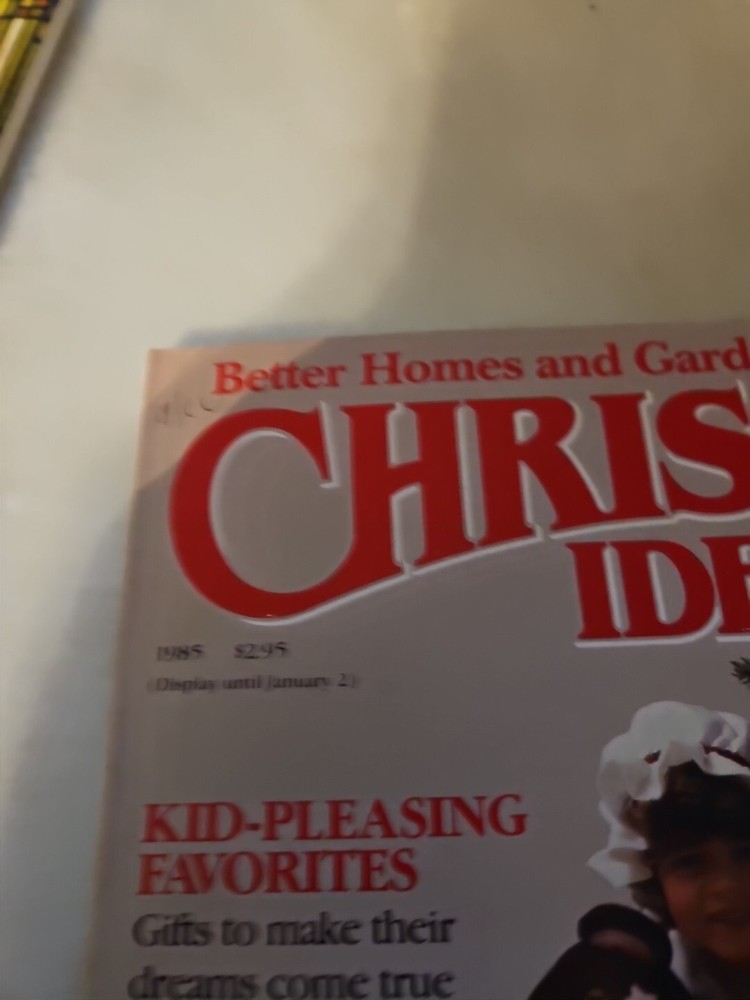 Better Homes and Gard
CHRIS
IDE
1985 $2.95
(Display until January 2)
KID-PLEASING
FAVORITES
Gifts to make their
dreams come true